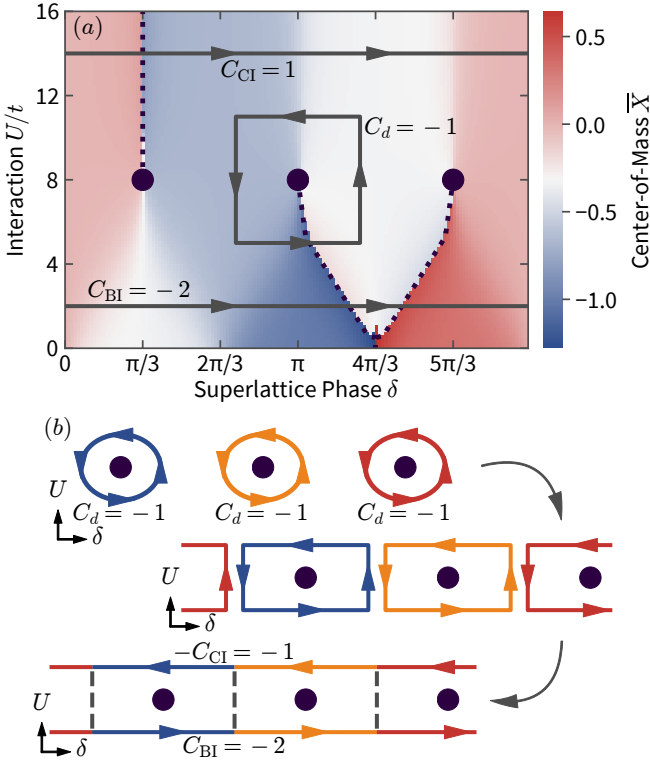 (a)
16
12
8
4
0
Interaction U/t
C_CI = 1
C_d = −1
C_BI = −2
0
π/3
2π/3
π
4π/3
5π/3
Superlattice Phase δ
0.5
0.0
−0.5
−1.0
Center-of-Mass X̅
(b)
U
δ
C_d = −1
C_d = −1
C_d = −1
U
δ
−C_CI = −1
U
δ
C_BI = −2